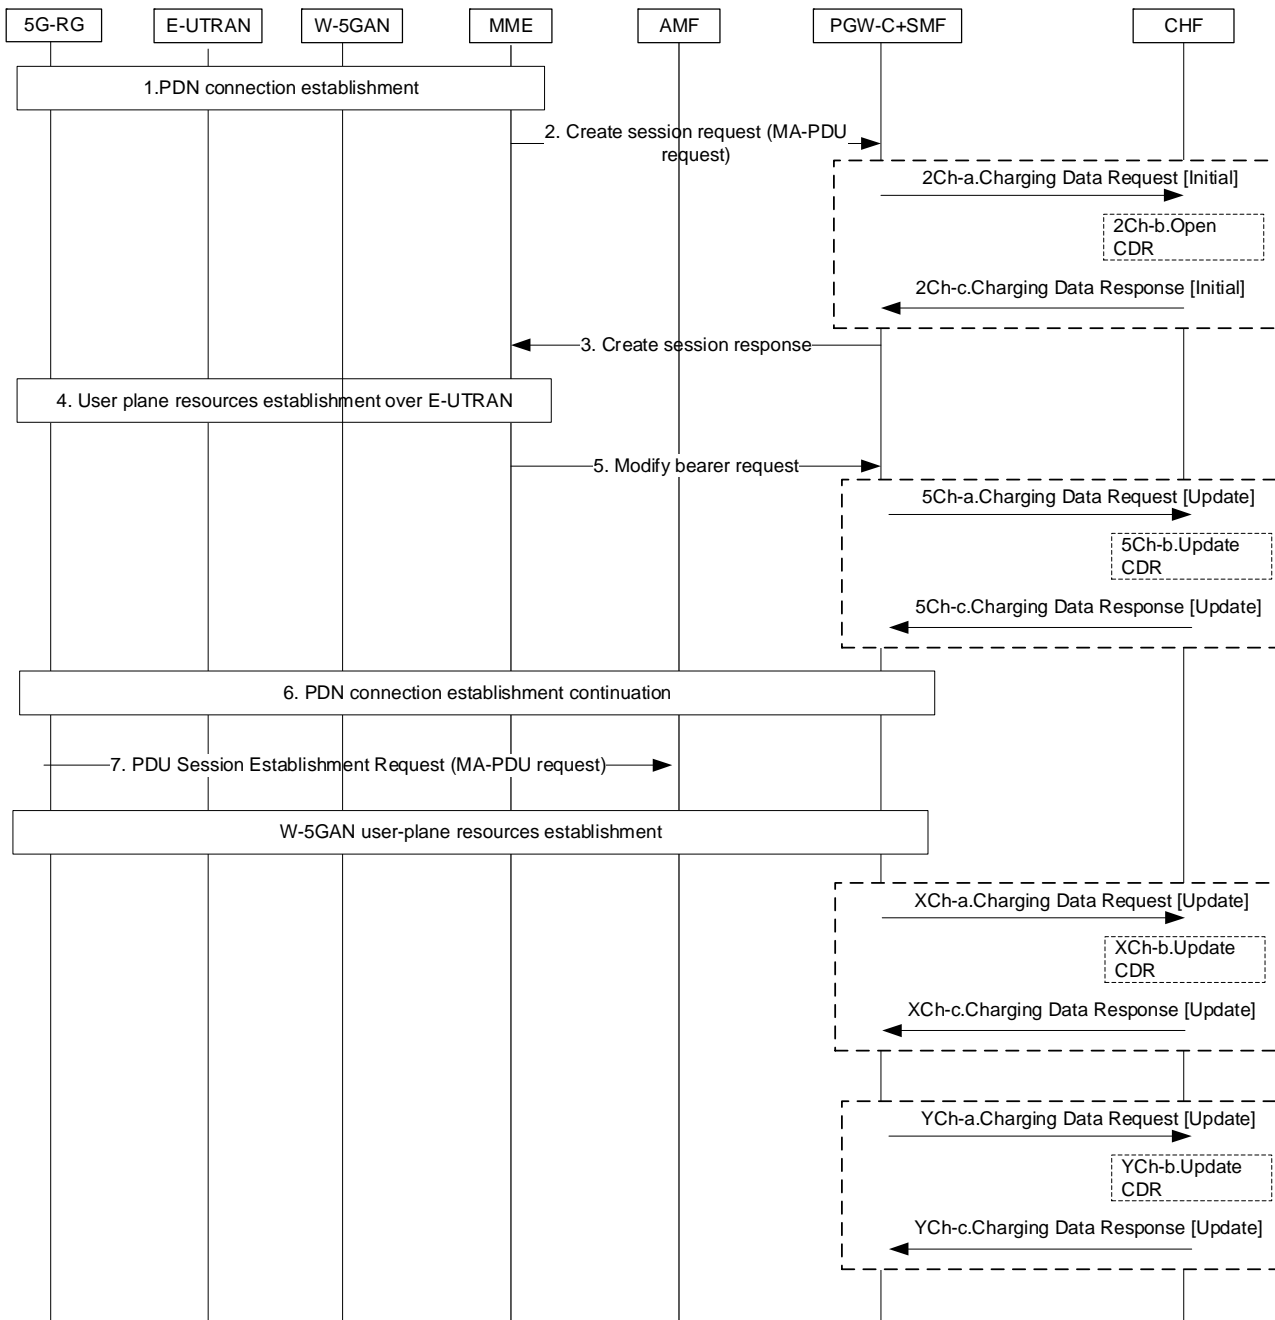 5G-RG
E-UTRAN
W-5GAN
MME
AMF
PGW-C+SMF
CHF
1.PDN connection establishment
2. Create session request (MA-PDU
request)
2Ch-a.Charging Data Request [Initial]
2Ch-b.Open
CDR
2Ch-c.Charging Data Response [Initial]
3. Create session response
4. User plane resources establishment over E-UTRAN
5. Modify bearer request
5Ch-a.Charging Data Request [Update]
5Ch-b.Update
CDR
5Ch-c.Charging Data Response [Update]
6. PDN connection establishment continuation
7. PDU Session Establishment Request (MA-PDU request)
W-5GAN user-plane resources establishment
XCh-a.Charging Data Request [Update]
XCh-b.Update
CDR
XCh-c.Charging Data Response [Update]
YCh-a.Charging Data Request [Update]
YCh-b.Update
CDR
YCh-c.Charging Data Response [Update]